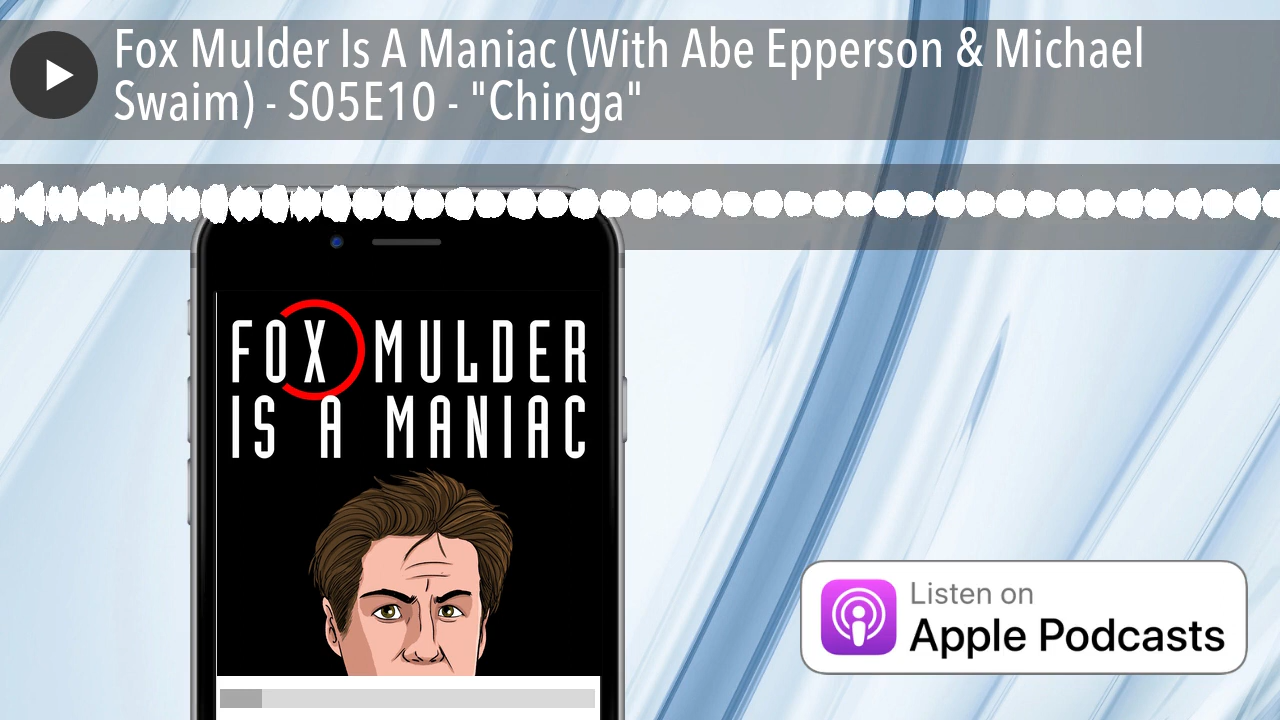 Fox Mulder Is A Maniac (With Abe Epperson & Michael
Swaim) - S05E10 - "Chinga"
FOX MULDER
IS A MANIAC
Listen on
Apple Podcasts